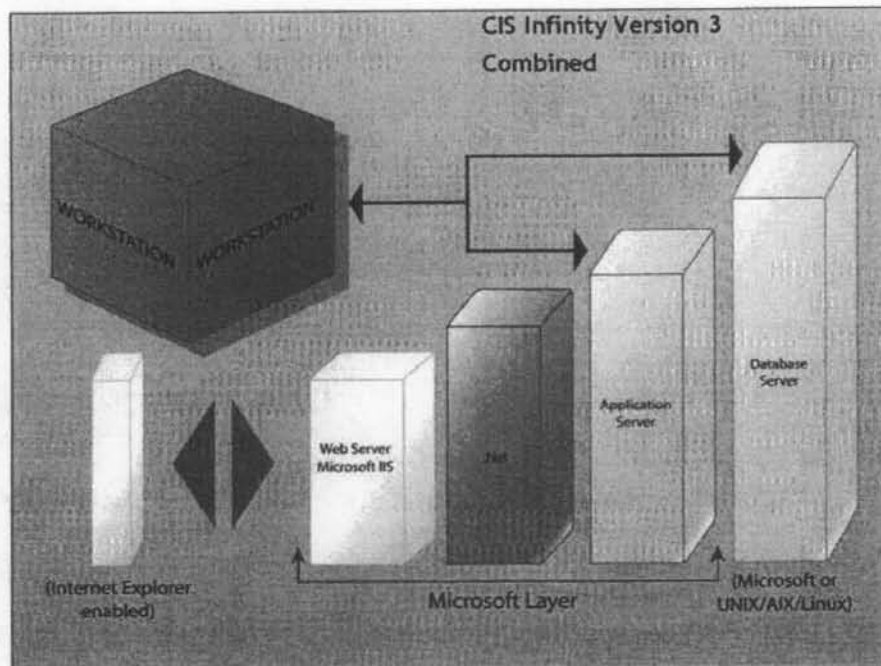 CIS Infinity Version 3
Combined
WORKSTATION
WORKSTATION
Database
Server
Application
Server
Web Server
Microsoft IIS
.Net
(Internet Explorer
enabled)
Microsoft Layer
(Microsoft or
UNIX/AIX/Linux)